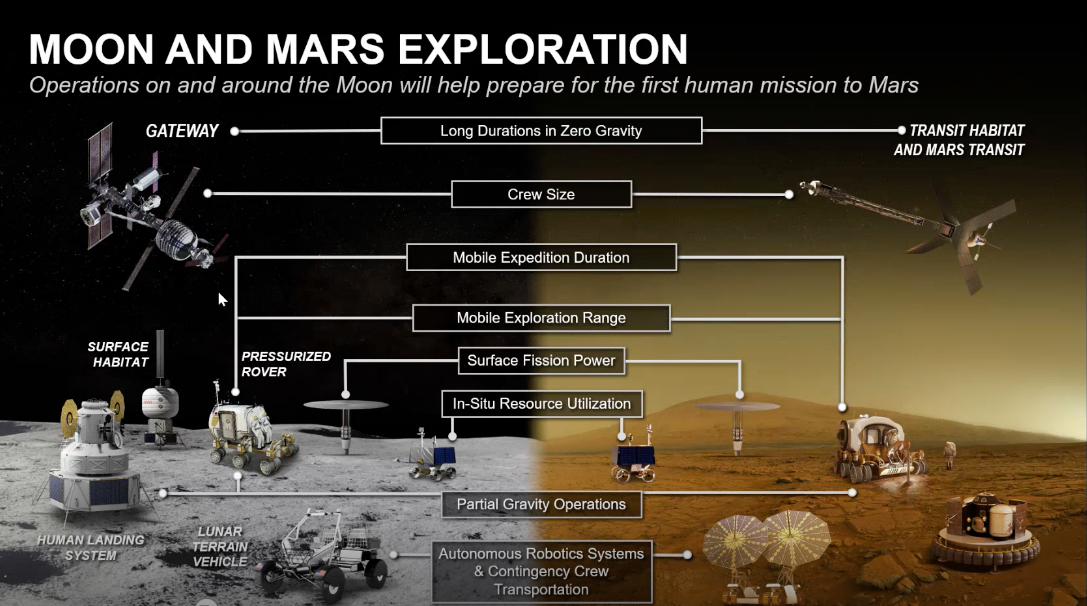 MOON AND MARS EXPLORATION
Operations on and around the Moon will help prepare for the first human mission to Mars
GATEWAY
Long Durations in Zero Gravity
TRANSIT HABITAT
AND MARS TRANSIT
Crew Size
Mobile Expedition Duration
Mobile Exploration Range
SURFACE
HABITAT
PRESSURIZED
ROVER
Surface Fission Power
In-Situ Resource Utilization
Partial Gravity Operations
HUMAN LANDING
SYSTEM
LUNAR
TERRAIN
VEHICLE
Autonomous Robotics Systems
& Contingency Crew
Transportation